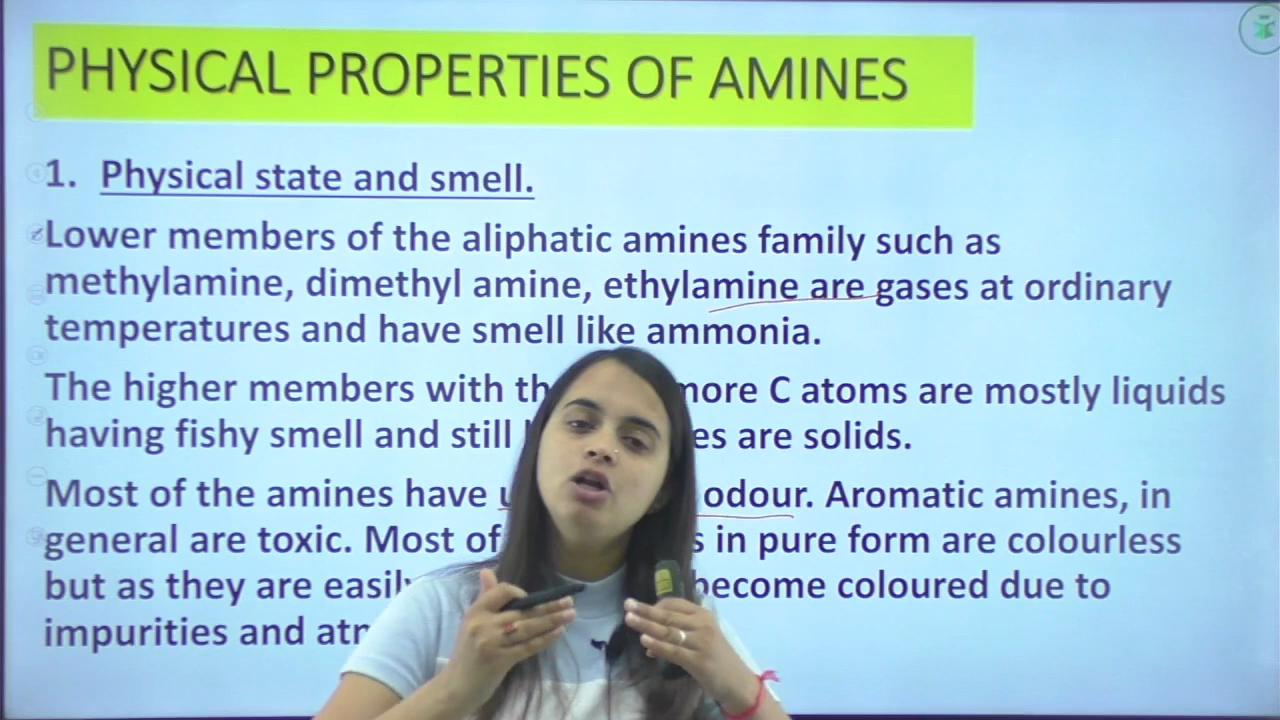 PHYSICAL PROPERTIES OF AMINES
1. Physical state and smell.
Lower members of the aliphatic amines family such as
methylamine, dimethyl amine, ethylamine are gases at ordinary
temperatures and have smell like ammonia.
The higher members with more C atoms are mostly liquids
having fishy smell and still are solids.
Most of the amines have odour. Aromatic amines, in
general are toxic. Most of in pure form are colourless
but as they are become coloured due to
impurities and